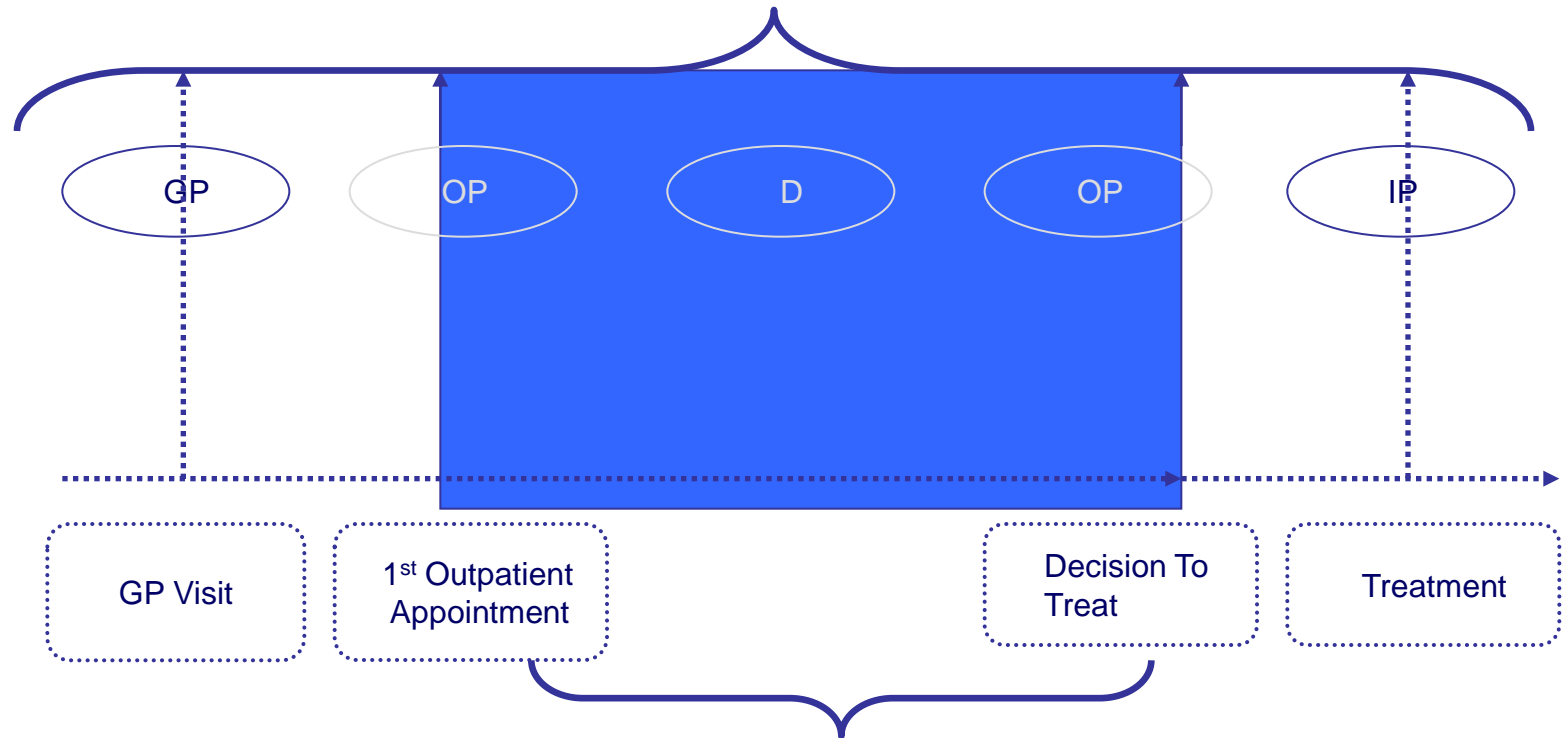 GP
OP
D
OP
IP
GP Visit
1st Outpatient
Appointment
Decision To
Treat
Treatment